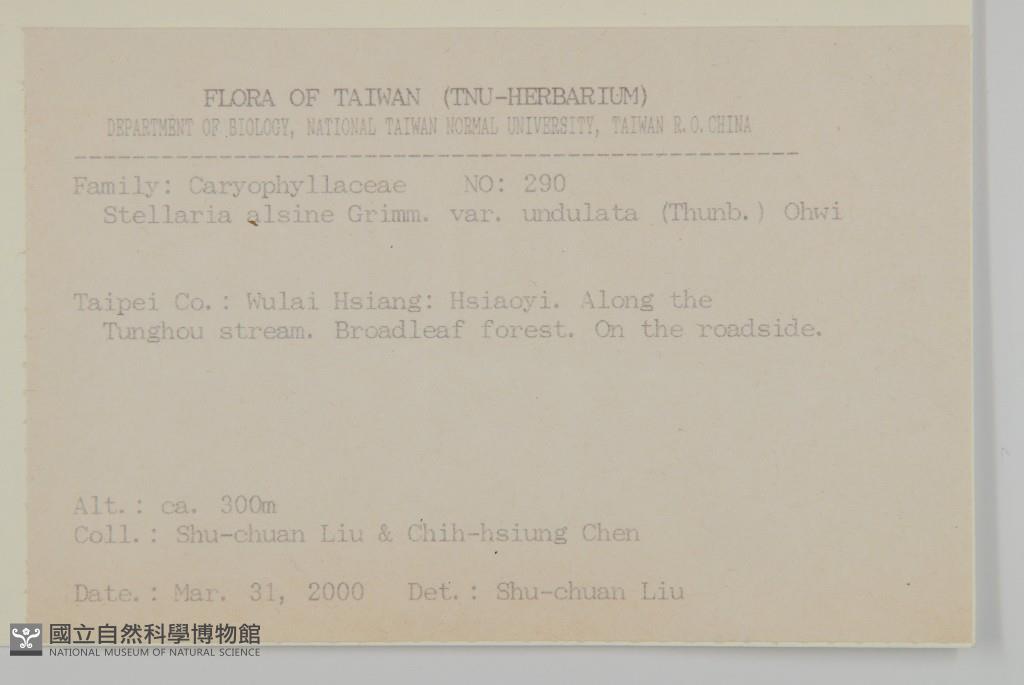 FLORA OF TAIWAN (TNU-HERBARIUM)
DEPARTMENT OF BIOLOGY, NATIONAL TAIWAN NORMAL UNIVERSITY, TAIWAN R.O.CHINA
Family: Caryophyllaceae NO: 290
Stellaria alsine Grimm. var. undulata (Thunb.) Ohwi
Taipei Co.: Wulai Hsiang: Hsiaoyi. Along the
Tunghou stream. Broadleaf forest. On the roadside.
Alt.: ca. 300m
Coll.: Shu-chuan Liu & Chih-hsiung Chen
Date.: Mar. 31, 2000 Det.: Shu-chuan Liu
國立自然科學博物館
NATIONAL MUSEUM OF NATURAL SCIENCE